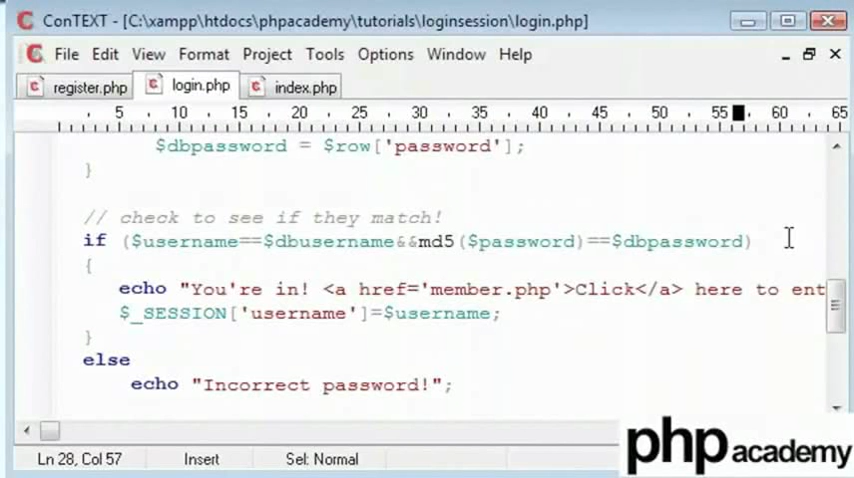 ConTEXT - [C:\xampp\htdocs\phpacademy\tutorials\loginsession\login.php]
File Edit View Format Project Tools Options Window Help
register.php login.php index.php
5 10 15 20 25 30 35 40 45 50 55 60 65
$dbpassword = $row['password'];
}
// check to see if they match!
if ($username==$dbusername&&md5($password)==$dbpassword)
{
echo "You're in! <a href='member.php'>Click</a> here to ent
$_SESSION['username']=$username;
}
else
echo "Incorrect password!";
Ln 28, Col 57 Insert Sel: Normal
php academy